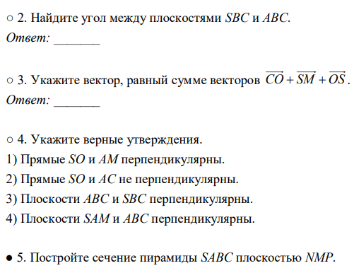 ○ 2. Найдите угол между плоскостями SBC и ABC.
Ответ: _______
○ 3. Укажите вектор, равный сумме векторов $\overrightarrow{CO} + \overrightarrow{SM} + \overrightarrow{OS}$.
Ответ: _______
○ 4. Укажите верные утверждения.
1) Прямые SO и AM перпендикулярны.
2) Прямые SO и AC не перпендикулярны.
3) Плоскости ABC и SBC перпендикулярны.
4) Плоскости SAM и ABC перпендикулярны.
● 5. Постройте сечение пирамиды SABC плоскостью NMP.